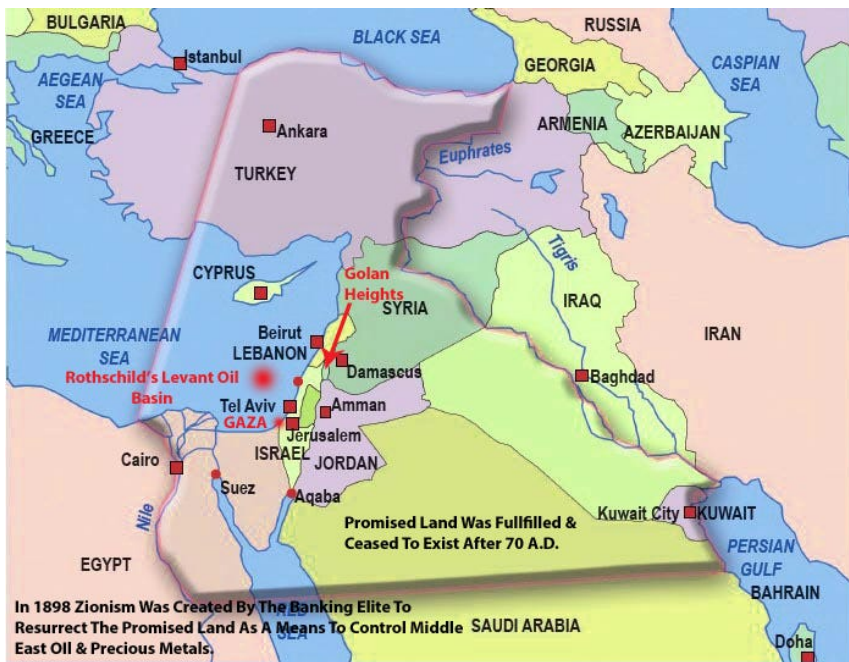 BULGARIA
BLACK SEA
RUSSIA
Istanbul
GEORGIA
CASPIAN
SEA
AEGEAN
SEA
GREECE
Ankara
ARMENIA
AZERBAIJAN
Euphrates
TURKEY
Tigris
CYPRUS
Golan
Heights
SYRIA
IRAQ
IRAN
MEDITERRANEAN
SEA
Beirut
LEBANON
Damascus
Baghdad
Rothschild's Levant Oil
Basin
Tel Aviv
Amman
GAZA
Jerusalem
ISRAEL
JORDAN
Cairo
Suez
Aqaba
Nile
Promised Land Was Fullfilled &
Ceased To Exist After 70 A.D.
Kuwait City
KUWAIT
EGYPT
PERSIAN
GULF
BAHRAIN
In 1898 Zionism Was Created By The Banking Elite To
Resurrect The Promised Land As A Means To Control Middle
East Oil & Precious Metals.
RED
SEA
SAUDI ARABIA
Doha